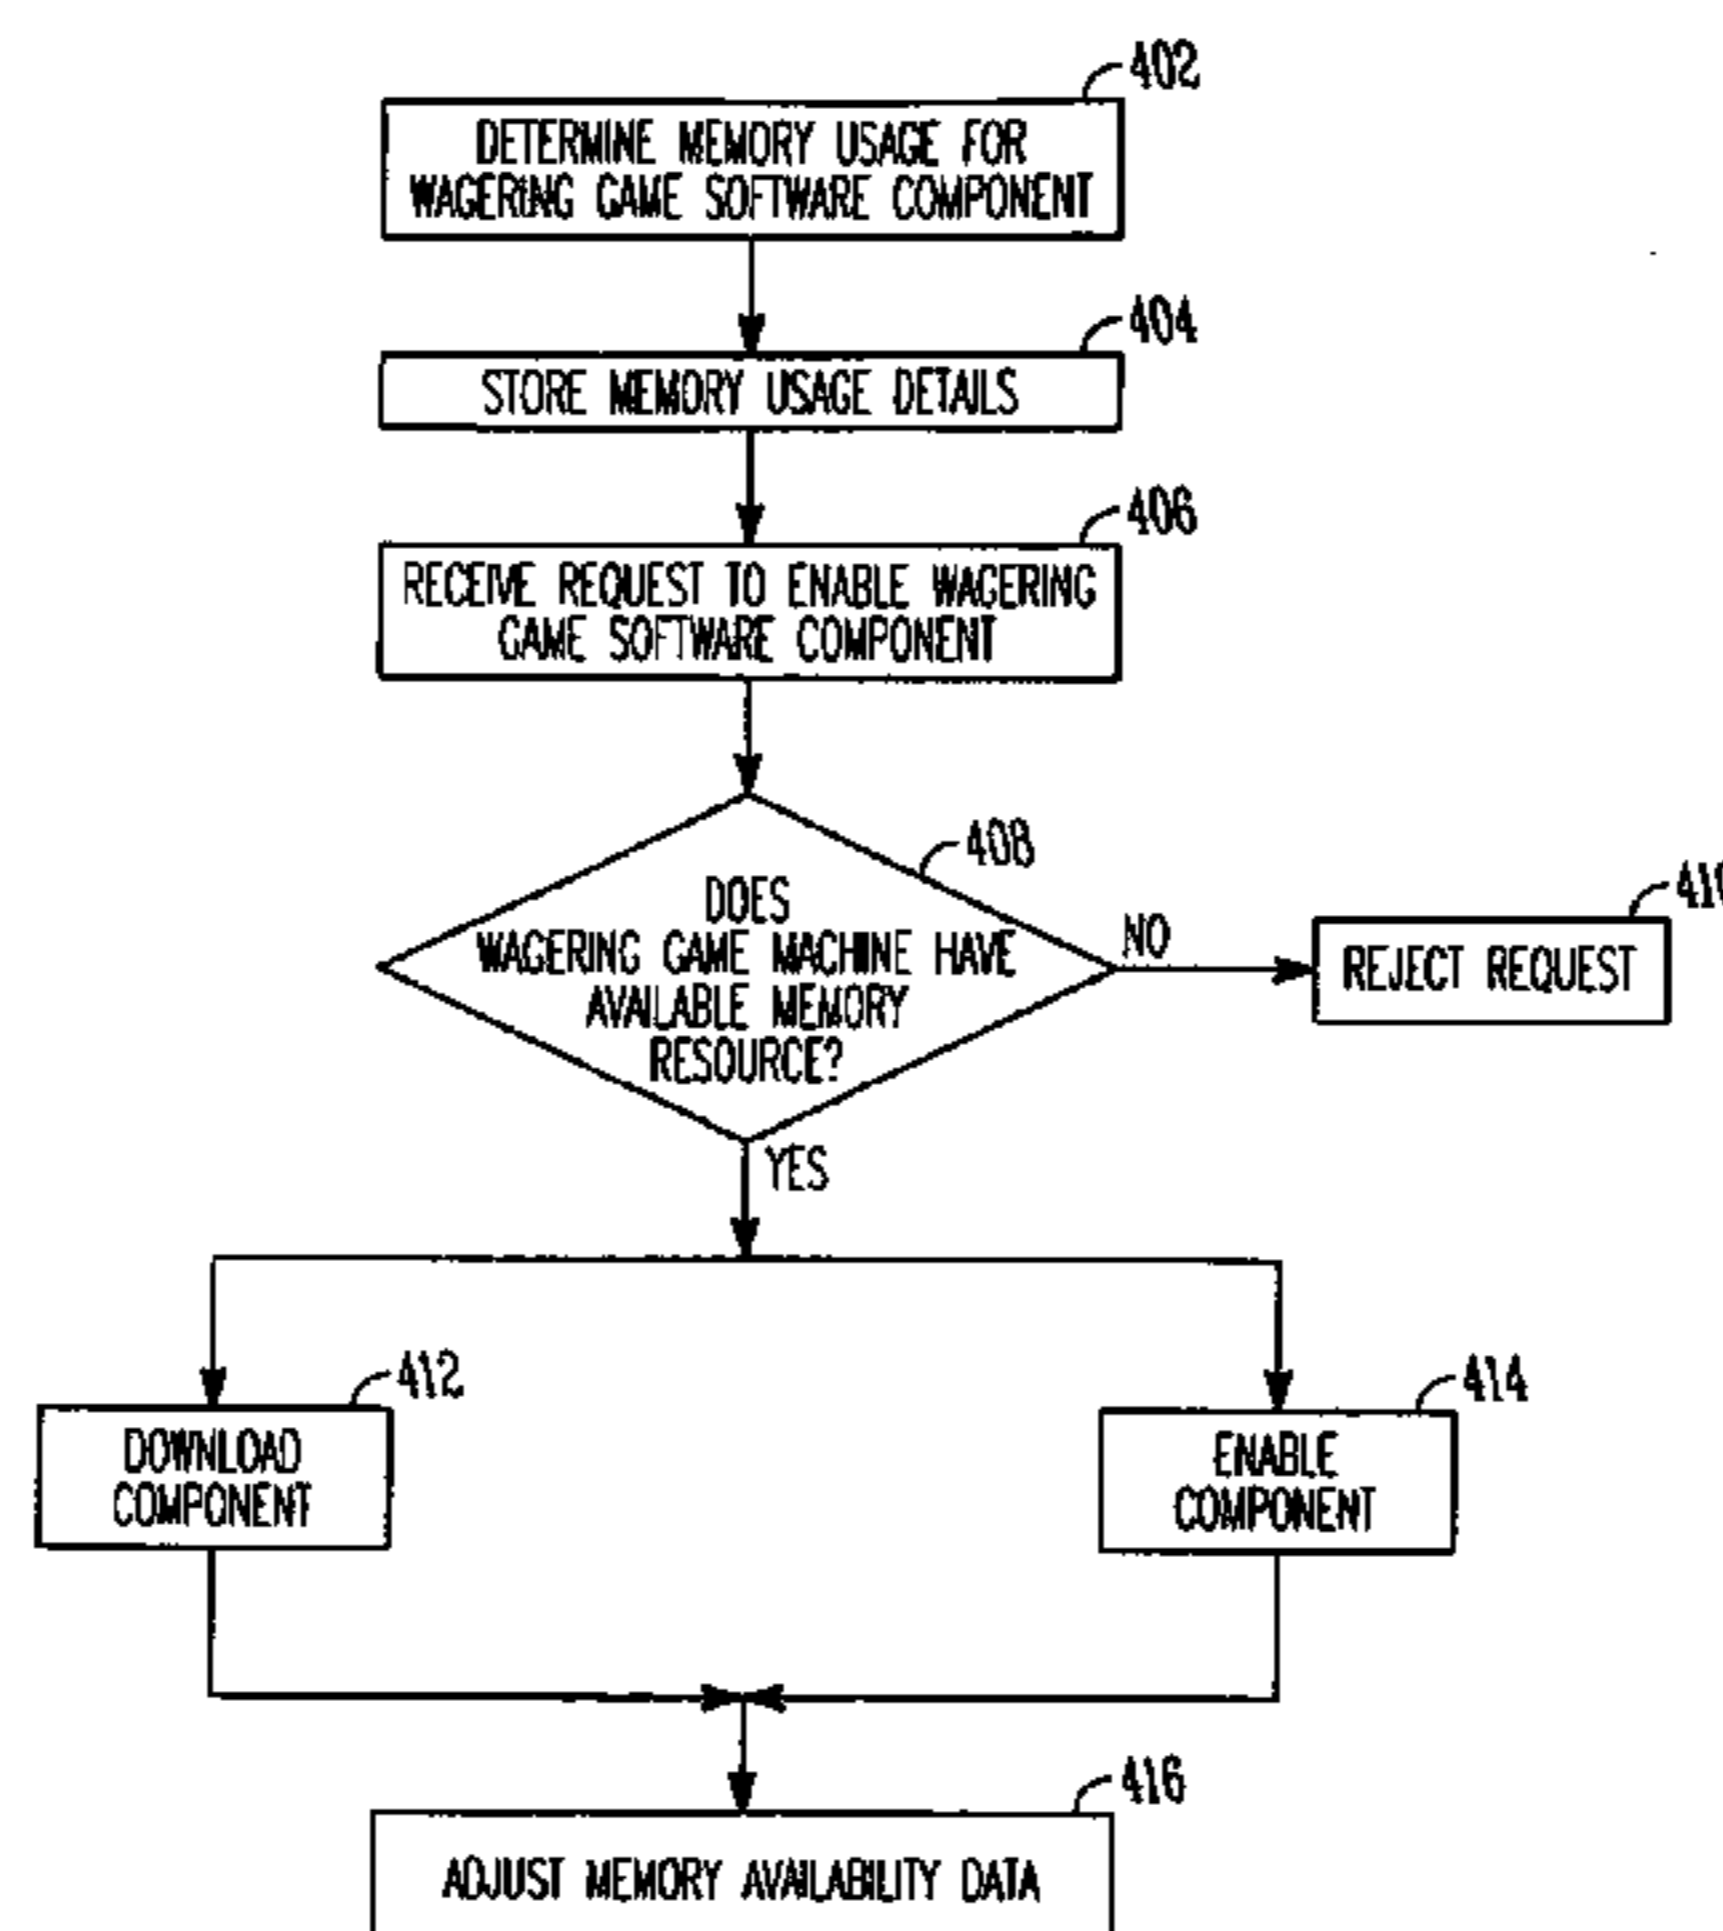 402
DETERMINE MEMORY USAGE FOR
WAGERING GAME SOFTWARE COMPONENT
404
STORE MEMORY USAGE DETAILS
406
RECEIVE REQUEST TO ENABLE WAGERING
GAME SOFTWARE COMPONENT
408
DOES
WAGERING GAME MACHINE HAVE
AVAILABLE MEMORY
RESOURCE?
NO
REJECT REQUEST
YES
412
DOWNLOAD
COMPONENT
414
ENABLE
COMPONENT
416
ADJUST MEMORY AVAILABILITY DATA